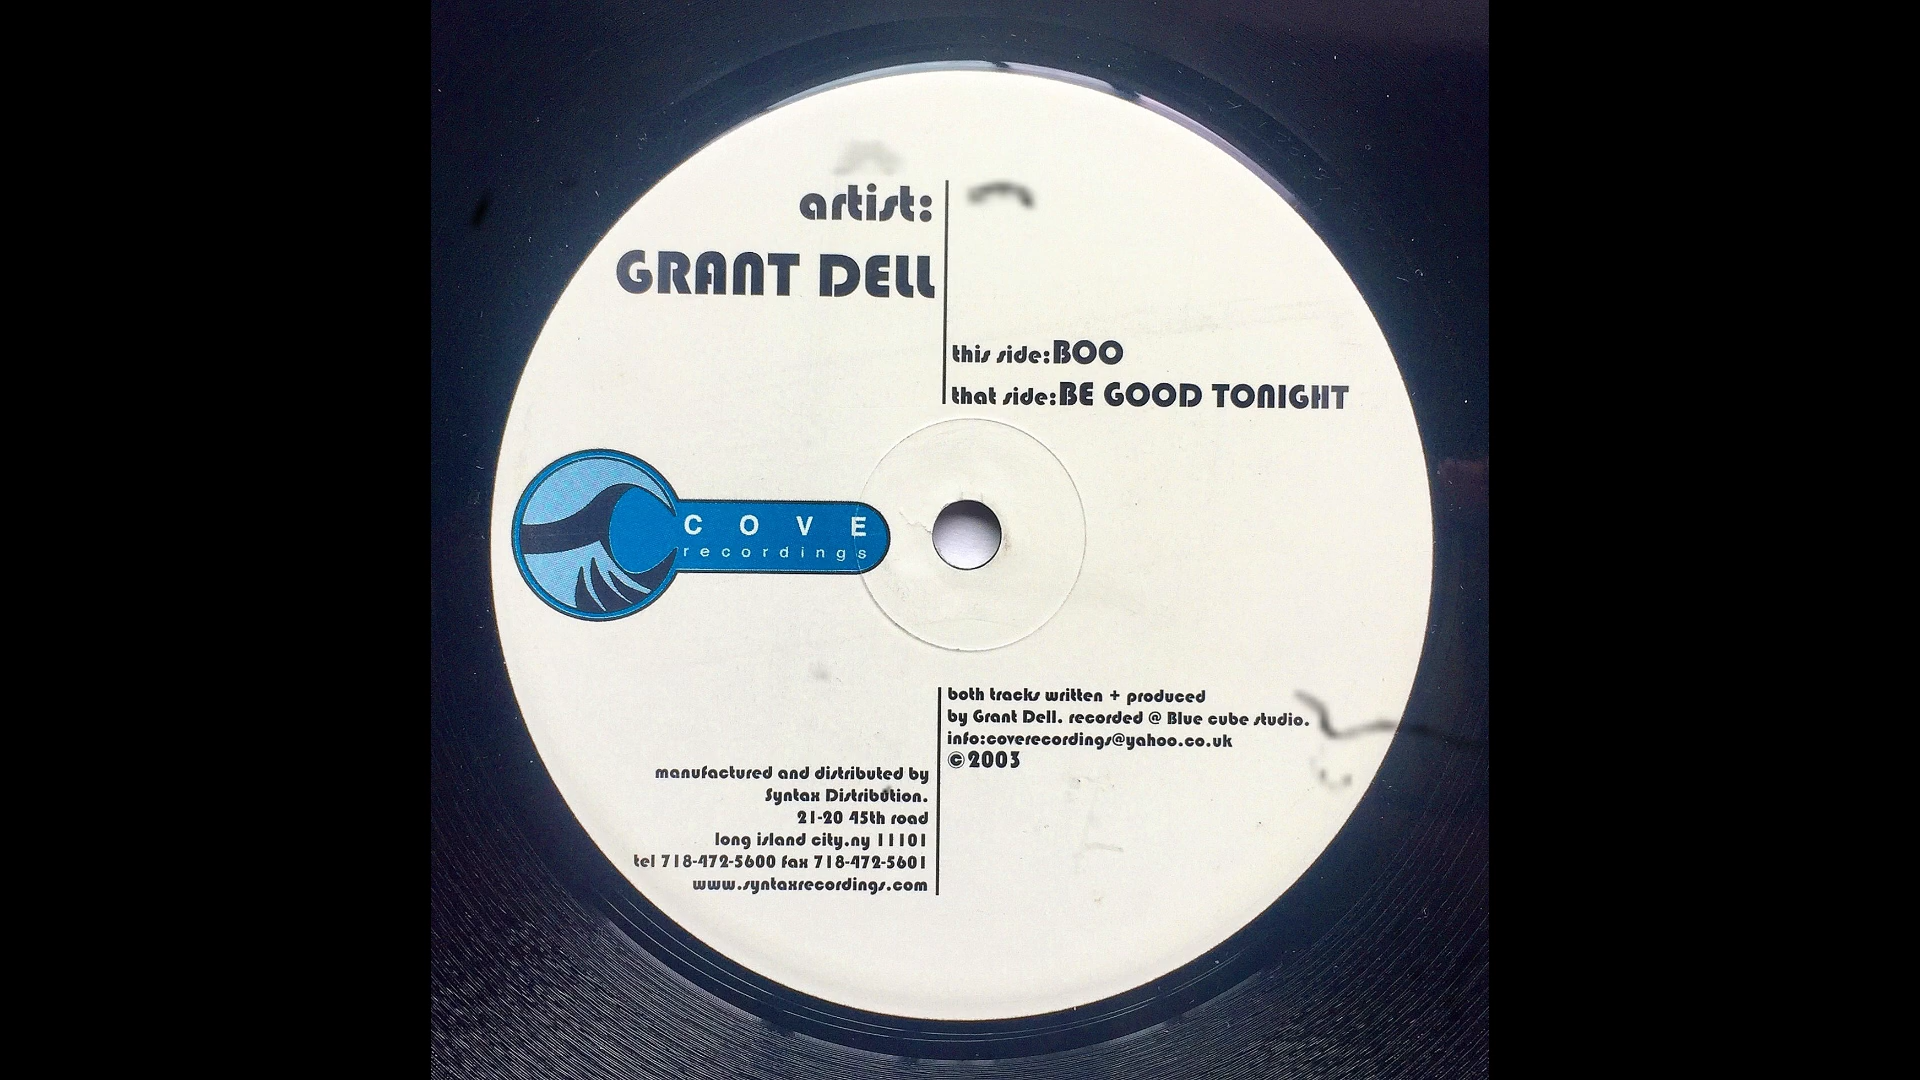 artist:
GRANT DELL
this side:BOO
that side:BE GOOD TONIGHT
COVE
recordings
both tracks written + produced
by Grant Dell. recorded @ Blue cube studio.
info:coverecordings@yahoo.co.uk
©2003
manufactured and distributed by
Syntax Distribution.
21-20 45th road
long island city.ny 11101
tel 718-472-5600 fax 718-472-5601
www.syntaxrecordings.com